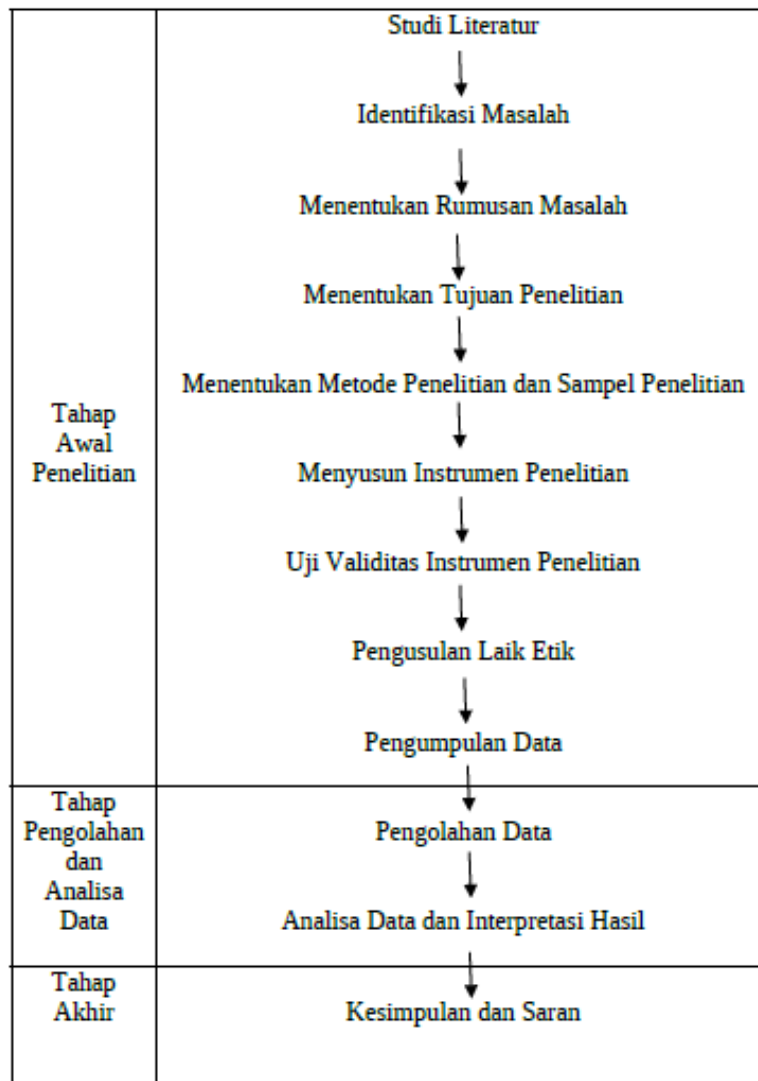 Studi Literatur
Identifikasi Masalah
Menentukan Rumusan Masalah
Menentukan Tujuan Penelitian
Menentukan Metode Penelitian dan Sampel Penelitian
Tahap
Awal
Penelitian
Menyusun Instrumen Penelitian
Uji Validitas Instrumen Penelitian
Pengusulan Laik Etik
Pengumpulan Data
Tahap
Pengolahan
dan
Analisa
Data
Pengolahan Data
Analisa Data dan Interpretasi Hasil
Tahap
Akhir
Kesimpulan dan Saran